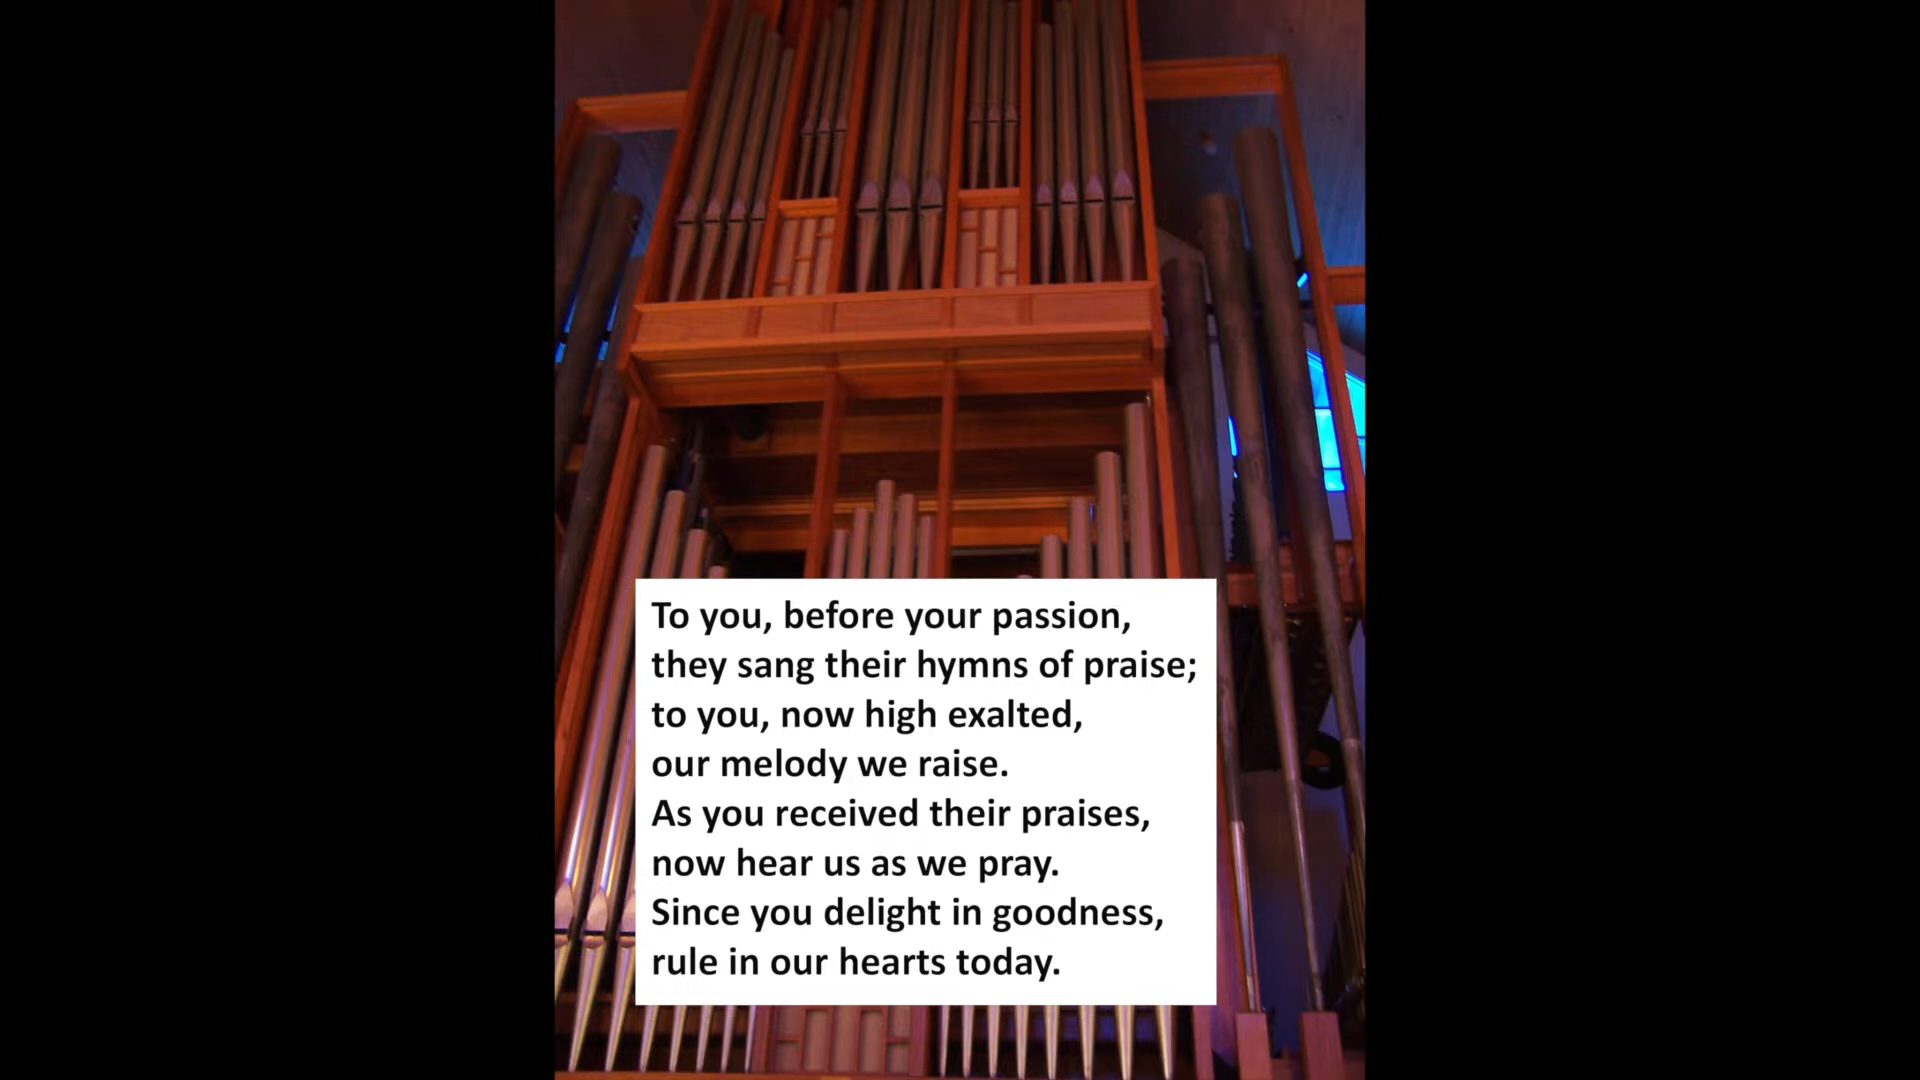 To you, before your passion,
they sang their hymns of praise;
to you, now high exalted,
our melody we raise.
As you received their praises,
now hear us as we pray.
Since you delight in goodness,
rule in our hearts today.